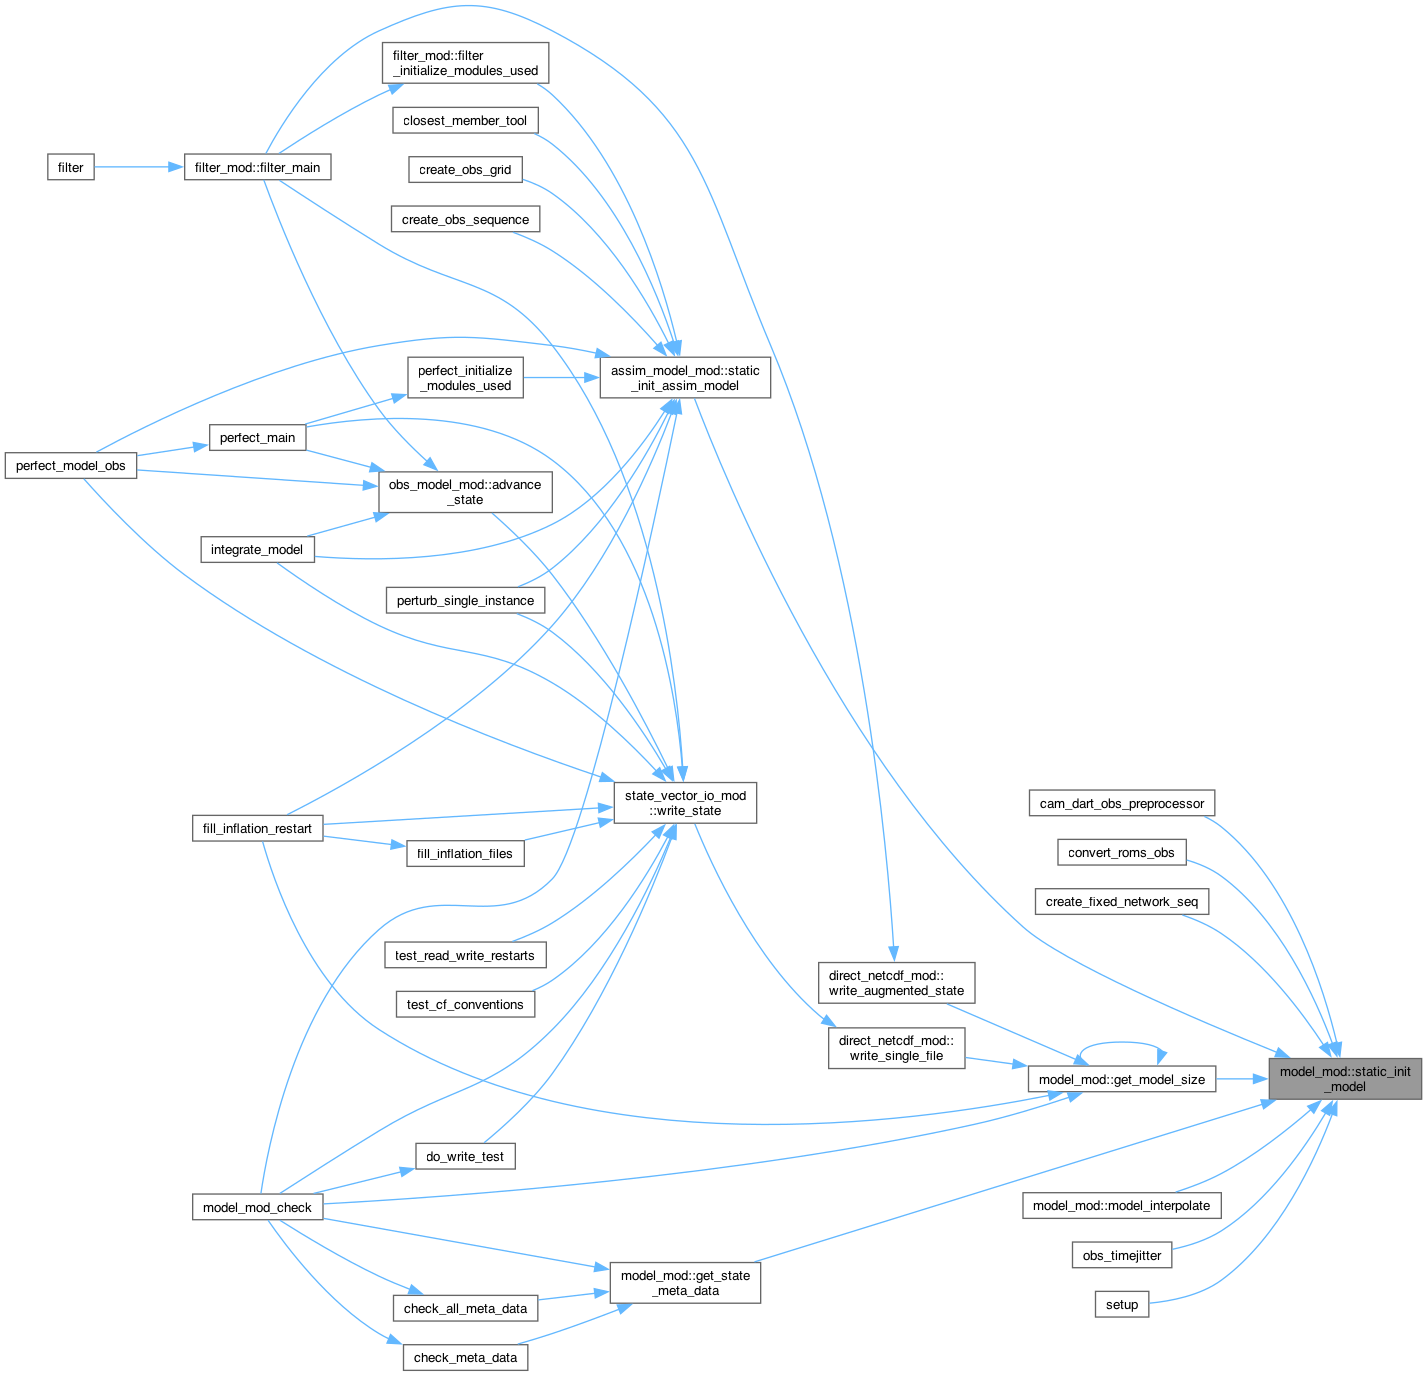 filter_mod::filter
_initialize_modules_used
closest_member_tool
filter
filter_mod::filter_main
create_obs_grid
create_obs_sequence
perfect_initialize
_modules_used
assim_model_mod::static
_init_assim_model
perfect_main
perfect_model_obs
obs_model_mod::advance
_state
integrate_model
perturb_single_instance
state_vector_io_mod
::write_state
cam_dart_obs_preprocessor
fill_inflation_restart
fill_inflation_files
convert_roms_obs
create_fixed_network_seq
test_read_write_restarts
direct_netcdf_mod::
write_augmented_state
test_cf_conventions
direct_netcdf_mod::
write_single_file
model_mod::get_model_size
model_mod::static_init
_model
do_write_test
model_mod_check
model_mod::model_interpolate
obs_timejitter
model_mod::get_state
_meta_data
check_all_meta_data
setup
check_meta_data